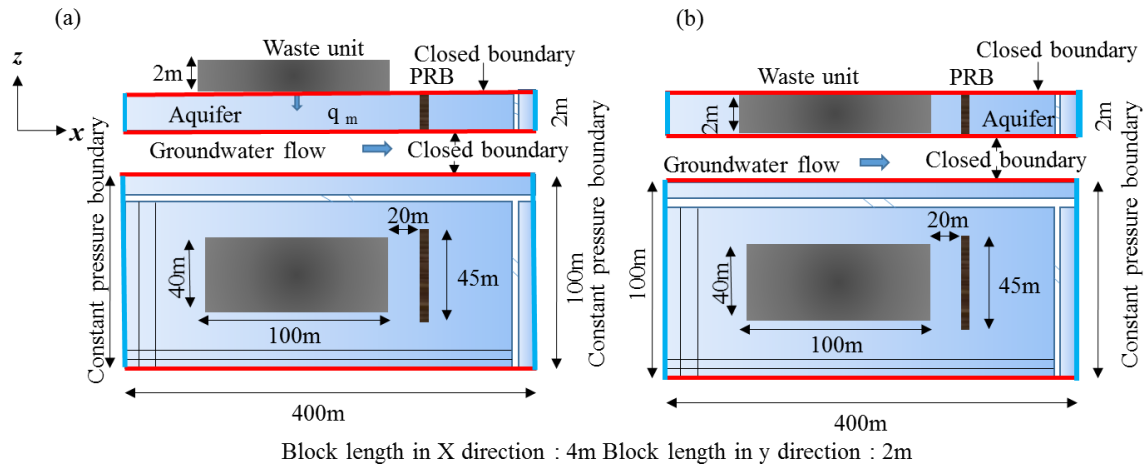 (a)
Waste unit
Closed boundary
z
2m
PRB
Aquifer
q m
2m
x
Groundwater flow
Closed boundary
Constant pressure boundary
20m
40m
45m
100m
100m
Constant pressure boundary
400m
(b)
Closed boundary
Waste unit
PRB
2m
Aquifer
2m
Groundwater flow
Closed boundary
20m
100m
40m
45m
100m
Constant pressure boundary
100m
400m
Block length in X direction : 4m Block length in y direction : 2m